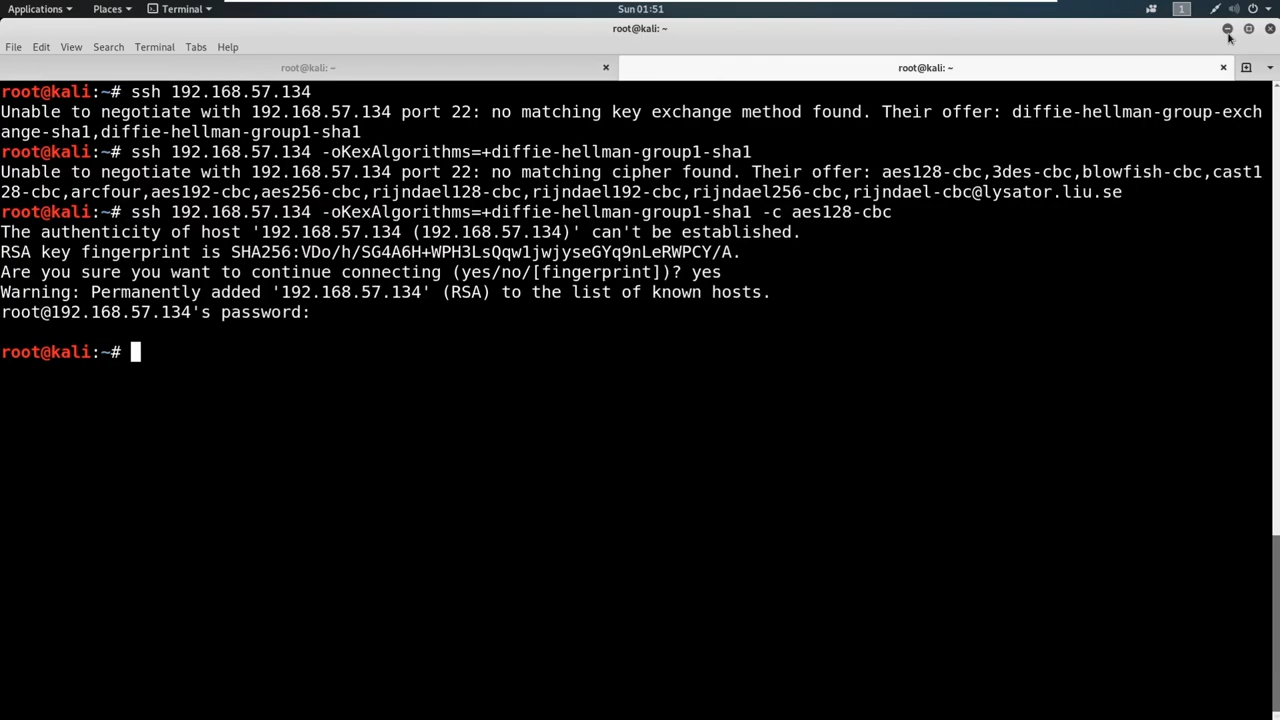 Applications Places Terminal Sun 01:51 1
root@kali: ~
File Edit View Search Terminal Tabs Help
root@kali: ~ root@kali: ~
root@kali:~# ssh 192.168.57.134
Unable to negotiate with 192.168.57.134 port 22: no matching key exchange method found. Their offer: diffie-hellman-group-exch
ange-sha1,diffie-hellman-group1-sha1
root@kali:~# ssh 192.168.57.134 -oKexAlgorithms=+diffie-hellman-group1-sha1
Unable to negotiate with 192.168.57.134 port 22: no matching cipher found. Their offer: aes128-cbc,3des-cbc,blowfish-cbc,cast1
28-cbc,arcfour,aes192-cbc,aes256-cbc,rijndael128-cbc,rijndael192-cbc,rijndael256-cbc,rijndael-cbc@lysator.liu.se
root@kali:~# ssh 192.168.57.134 -oKexAlgorithms=+diffie-hellman-group1-sha1 -c aes128-cbc
The authenticity of host '192.168.57.134 (192.168.57.134)' can't be established.
RSA key fingerprint is SHA256:VDo/h/SG4A6H+WPH3LsQqw1jwjyseGYq9nLeRWPCY/A.
Are you sure you want to continue connecting (yes/no/[fingerprint])? yes
Warning: Permanently added '192.168.57.134' (RSA) to the list of known hosts.
root@192.168.57.134's password:
root@kali:~#